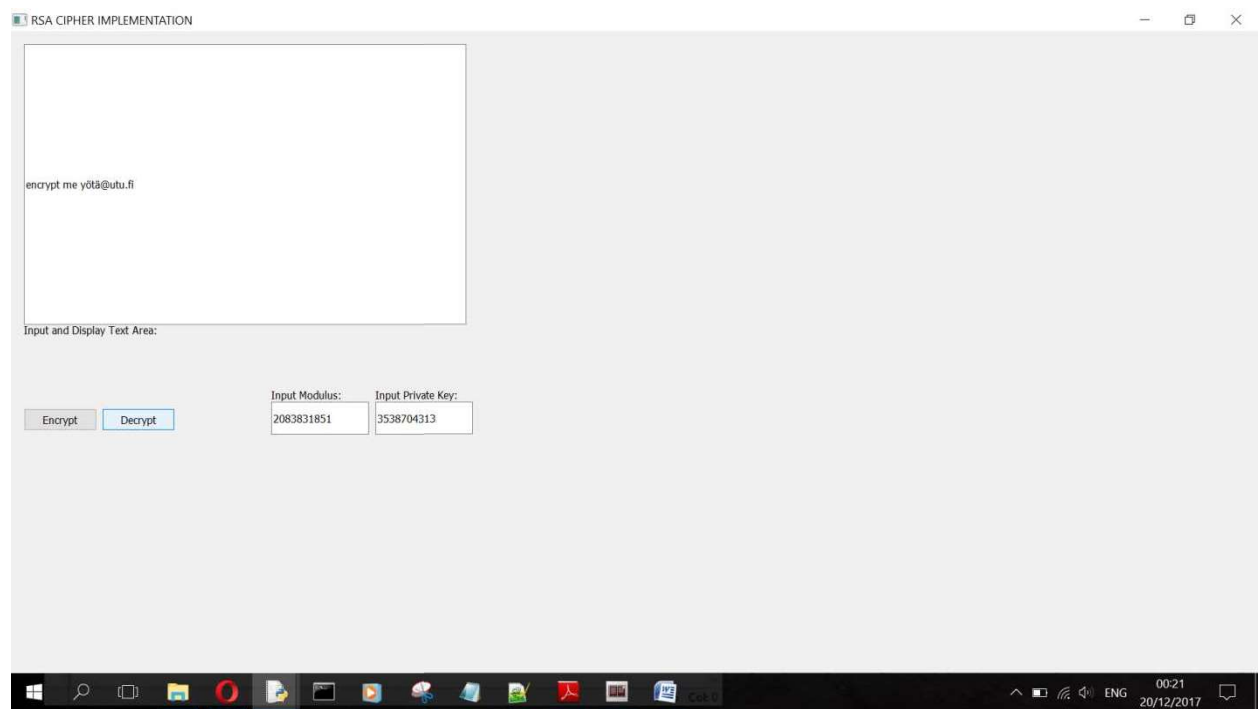 RSA CIPHER IMPLEMENTATION
encrypt me yötä@utu.fi
Input and Display Text Area:
Input Modulus: Input Private Key:
Encrypt Decrypt 2083831851 3538704313
ENG 00:21
20/12/2017